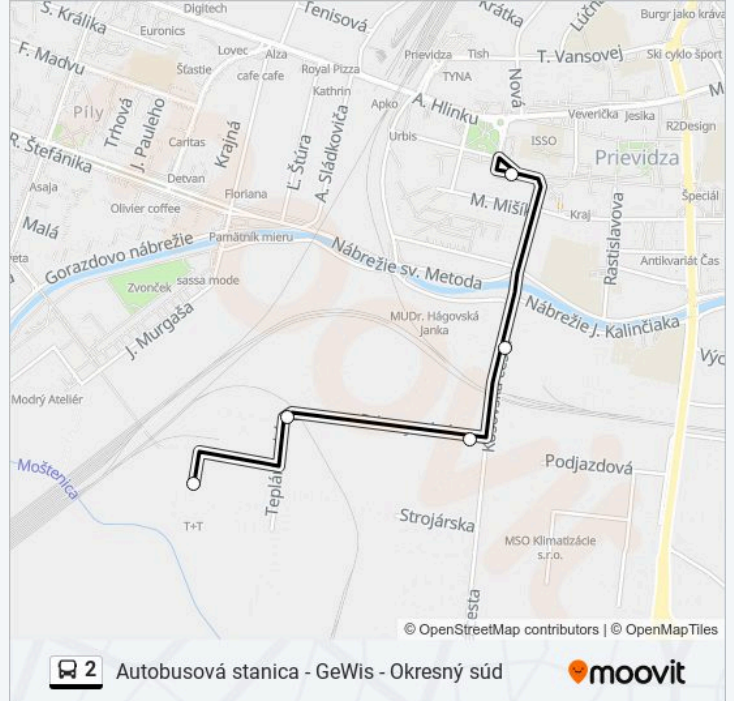 Digitech
Tenisová
Krátka
Lúčna
Burgr jako kráva
S. Králika
Euronics
Lovec
Alza
Prievidza
Tish
T. Vansovej
Ski cyklo šport
F. Madvu
Šťastie
cafe cafe
Royal Pizza
TYNA
Nová
Kathrin
Píly
Trhová
J. Pauleho
Apko
A. Hlinku
Veverička
Jesika
M
R2Design
Krajná
Caritas
Ľ. Štúra
A. Sládkoviča
Urbis
ISSO
Prievidza
R. Štefánika
Detvan
Asaja
Floriana
Olivier coffee
M. Mišík
Kraj
Rastislavova
Špeciál
Malá
Pamätník mieru
Gorazdovo nábrežie
Nábrežie sv. Metoda
Antikvariát Čas
veta
Zvonček
sassa mode
Nábrežie J. Kalinčiaka
J. Murgaša
MUDr. Hágovská
Janka
Výc
Modrý Ateliér
Moštenica
Teplár
Podjazdová
T+T
Strojárska
MSO Klimatizácie
s.r.o.
esta
© OpenStreetMap contributors | © OpenMapTiles
2 Autobusová stanica - GeWis - Okresný súd
moovit